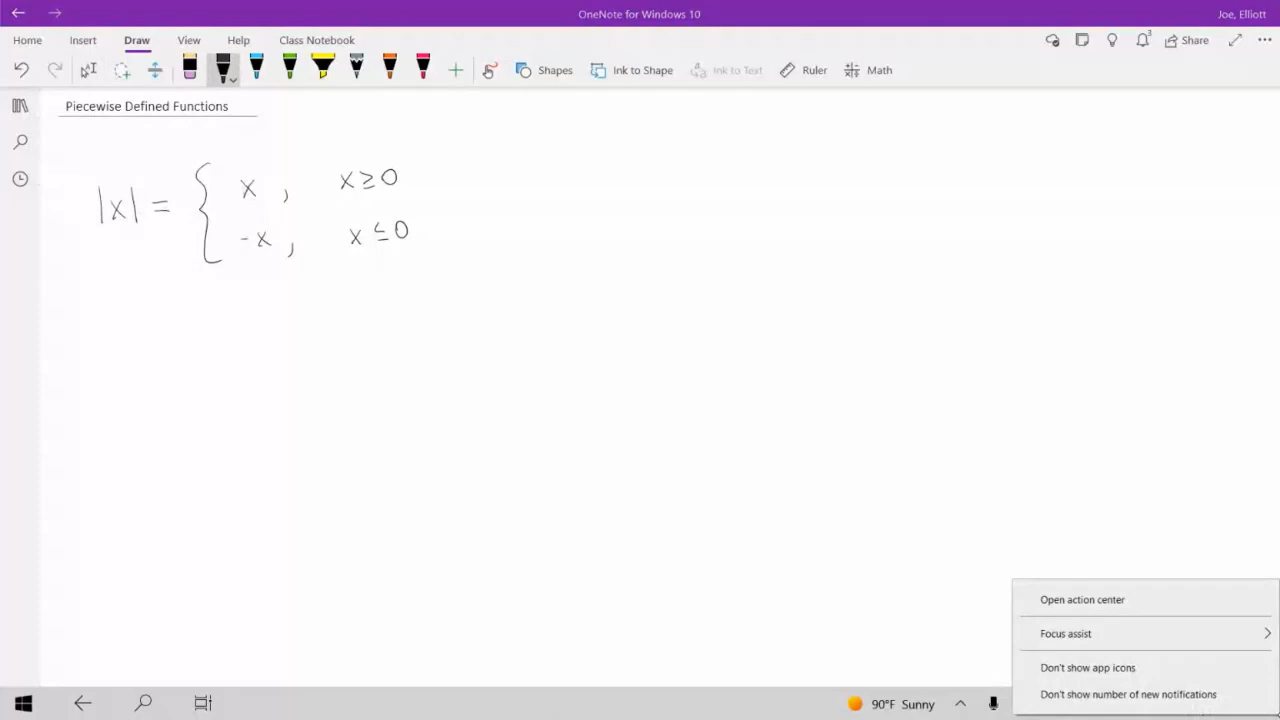 OneNote for Windows 10
Joe, Elliott
Home Insert Draw View Help Class Notebook
Share
Shapes Ink to Shape Ink to Text Ruler Math
Piecewise Defined Functions
|x| = { x , x ≥ 0
-x , x ≤ 0
Open action center
Focus assist
Don't show app icons
Don't show number of new notifications
90°F Sunny